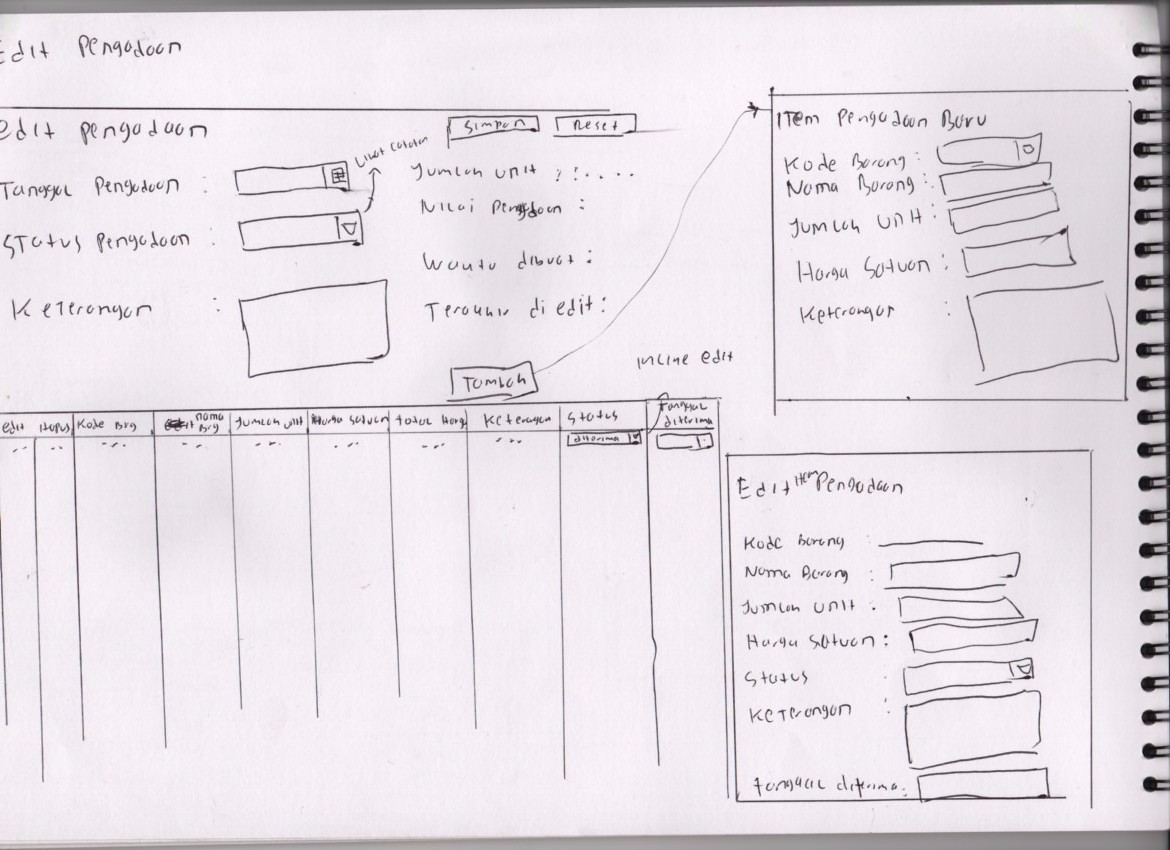 Edit Pengadaan
edit pengadaan
Simpan
Reset
Lihat catatan
Tanggal Pengadaan :
Status Pengadaan :
Keterangan :
Jumlah unit : :.....
Nilai Pengadaan :
Waktu dibuat :
Terakhir di edit :
Tambah
inline edit
edit
Hapus
Kode Brg
nama Brg
Jumlah unit
Harga Satuan
total Harg
Keterangan
Status
Tanggal diterima
diterima
Item Pengadaan Baru
Kode Barang :
Nama Barang :
Jumlah Unit :
Harga Satuan :
Keterangan :
Edit Item Pengadaan
Kode Barang :
Nama Barang :
Jumlah Unit :
Harga Satuan :
Status
Keterangan :
tanggal diterima :